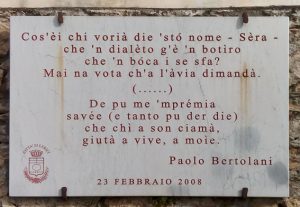 Cos'èi chi vorià die 'stó nome - Sèra -
che 'n dialèto g'è 'n botiro
che 'n bóca i se sfa?
Mai na vota ch'a l'àvia dimandà.
(......)
De pu me 'mprémia
savée (e tanto pu der die)
che chì a son ciamà,
giutà a vive, a moie.
Paolo Bertolani
23 FEBBRAIO 2008